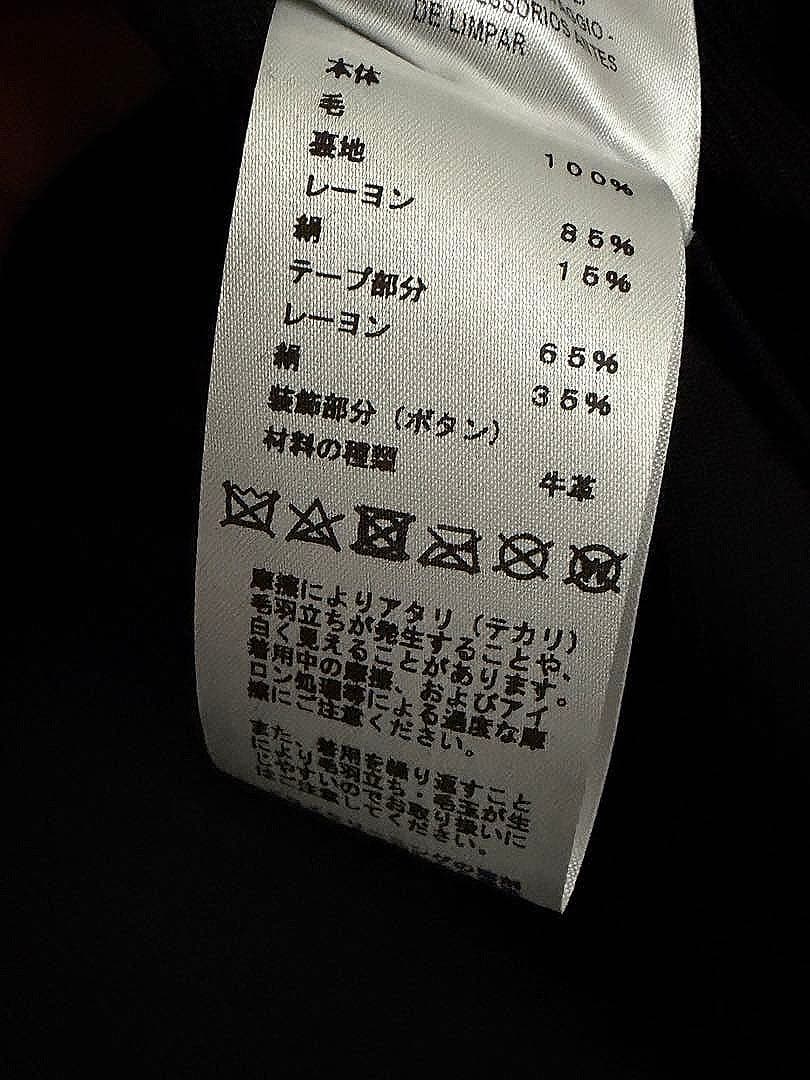 DE LIMPAR
本体
毛 100%
裏地
レーヨン 85%
絹 15%
テープ部分
レーヨン 65%
絹 35%
装飾部分（ボタン）
材料の種類 牛革
W
摩擦によりアタリ（テカリ）
毛羽立ちが発生することや、
白く見えることがあります。
着用中の摩擦、およびアイ
ロン処理等による過度な摩
擦にご注意ください。
また、着用を繰り返すこと
により毛羽立ち・毛玉が生
じやすいのでお取り扱いに
はご注意してください。